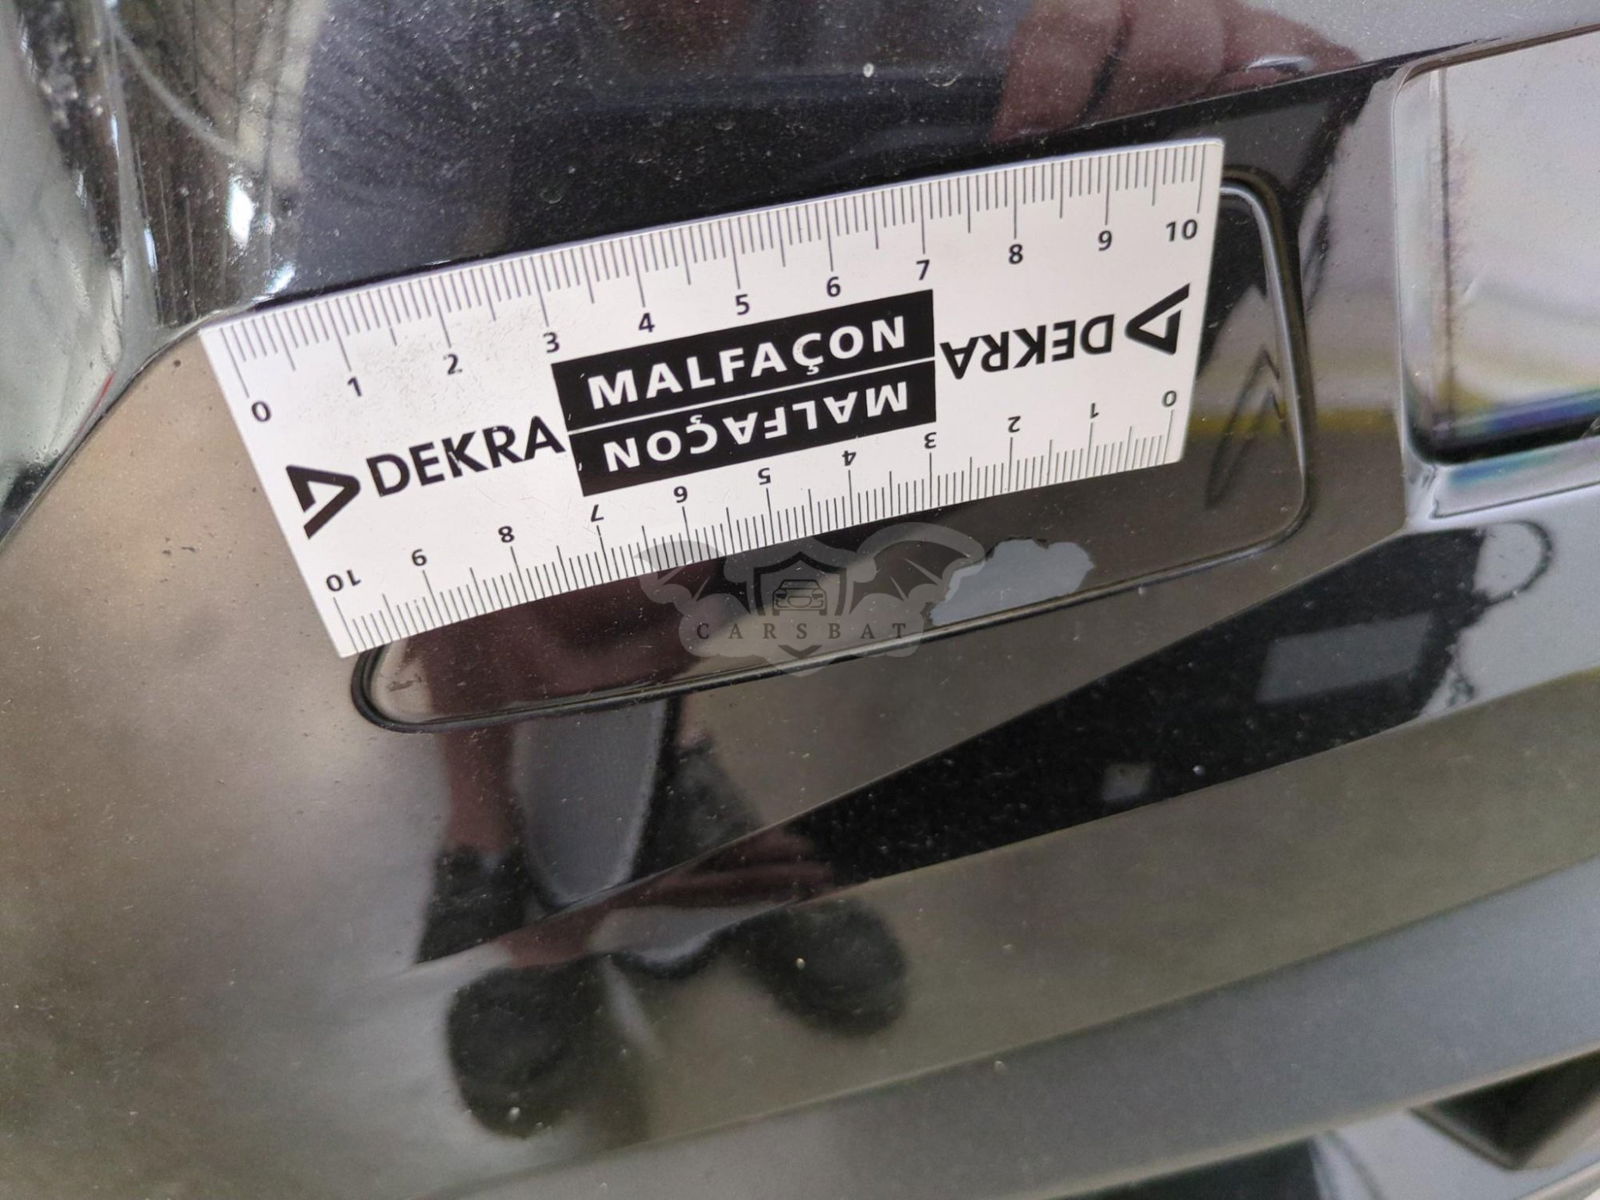 0 1 2 3 4 5 6 7 8 9 10
DEKRA
MALFAÇON
DEKRA
MALFAÇON
10 9 8 7 6 5 4 3 2 1 0
CARSBAT